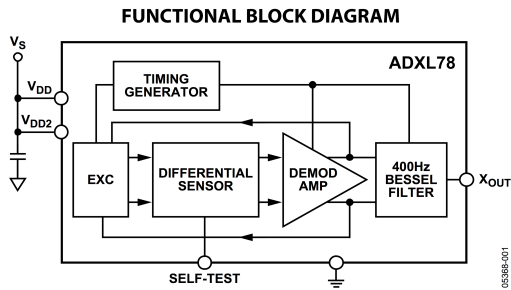 FUNCTIONAL BLOCK DIAGRAM
VS
ADXL78
VDD
TIMING
GENERATOR
VDD2
EXC
DIFFERENTIAL
SENSOR
DEMOD
AMP
400Hz
BESSEL
FILTER
XOUT
SELF-TEST
05368-001